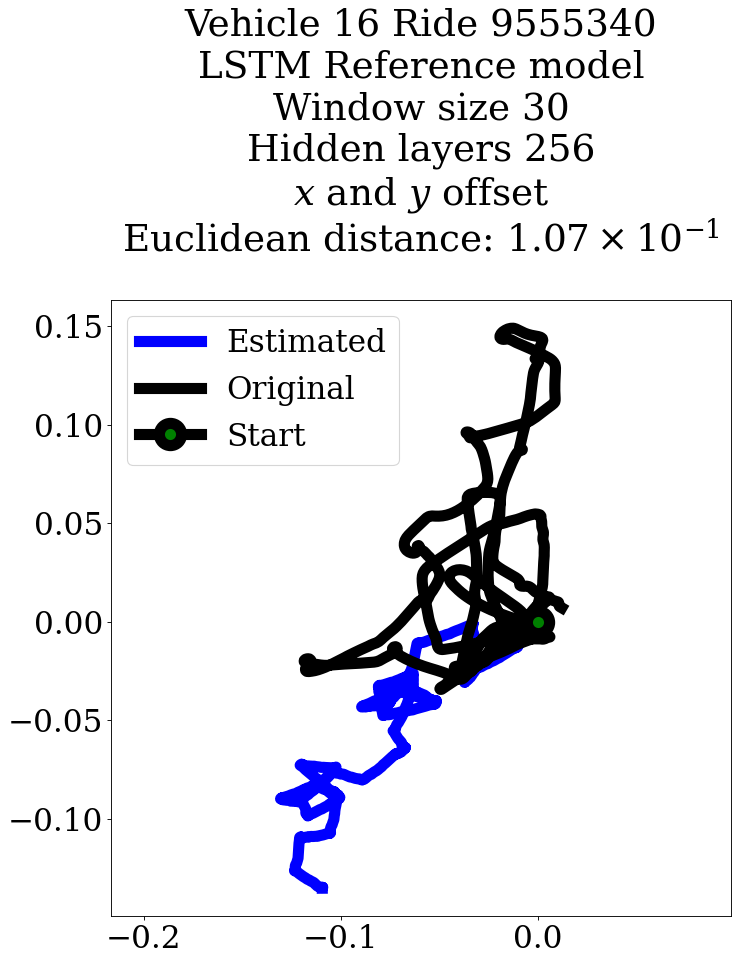 Vehicle 16 Ride 9555340
LSTM Reference model
Window size 30
Hidden layers 256
x and y offset
Euclidean distance: 1.07 × 10⁻¹
Estimated
Original
Start
0.15
0.10
0.05
0.00
−0.05
−0.10
−0.2
−0.1
0.0